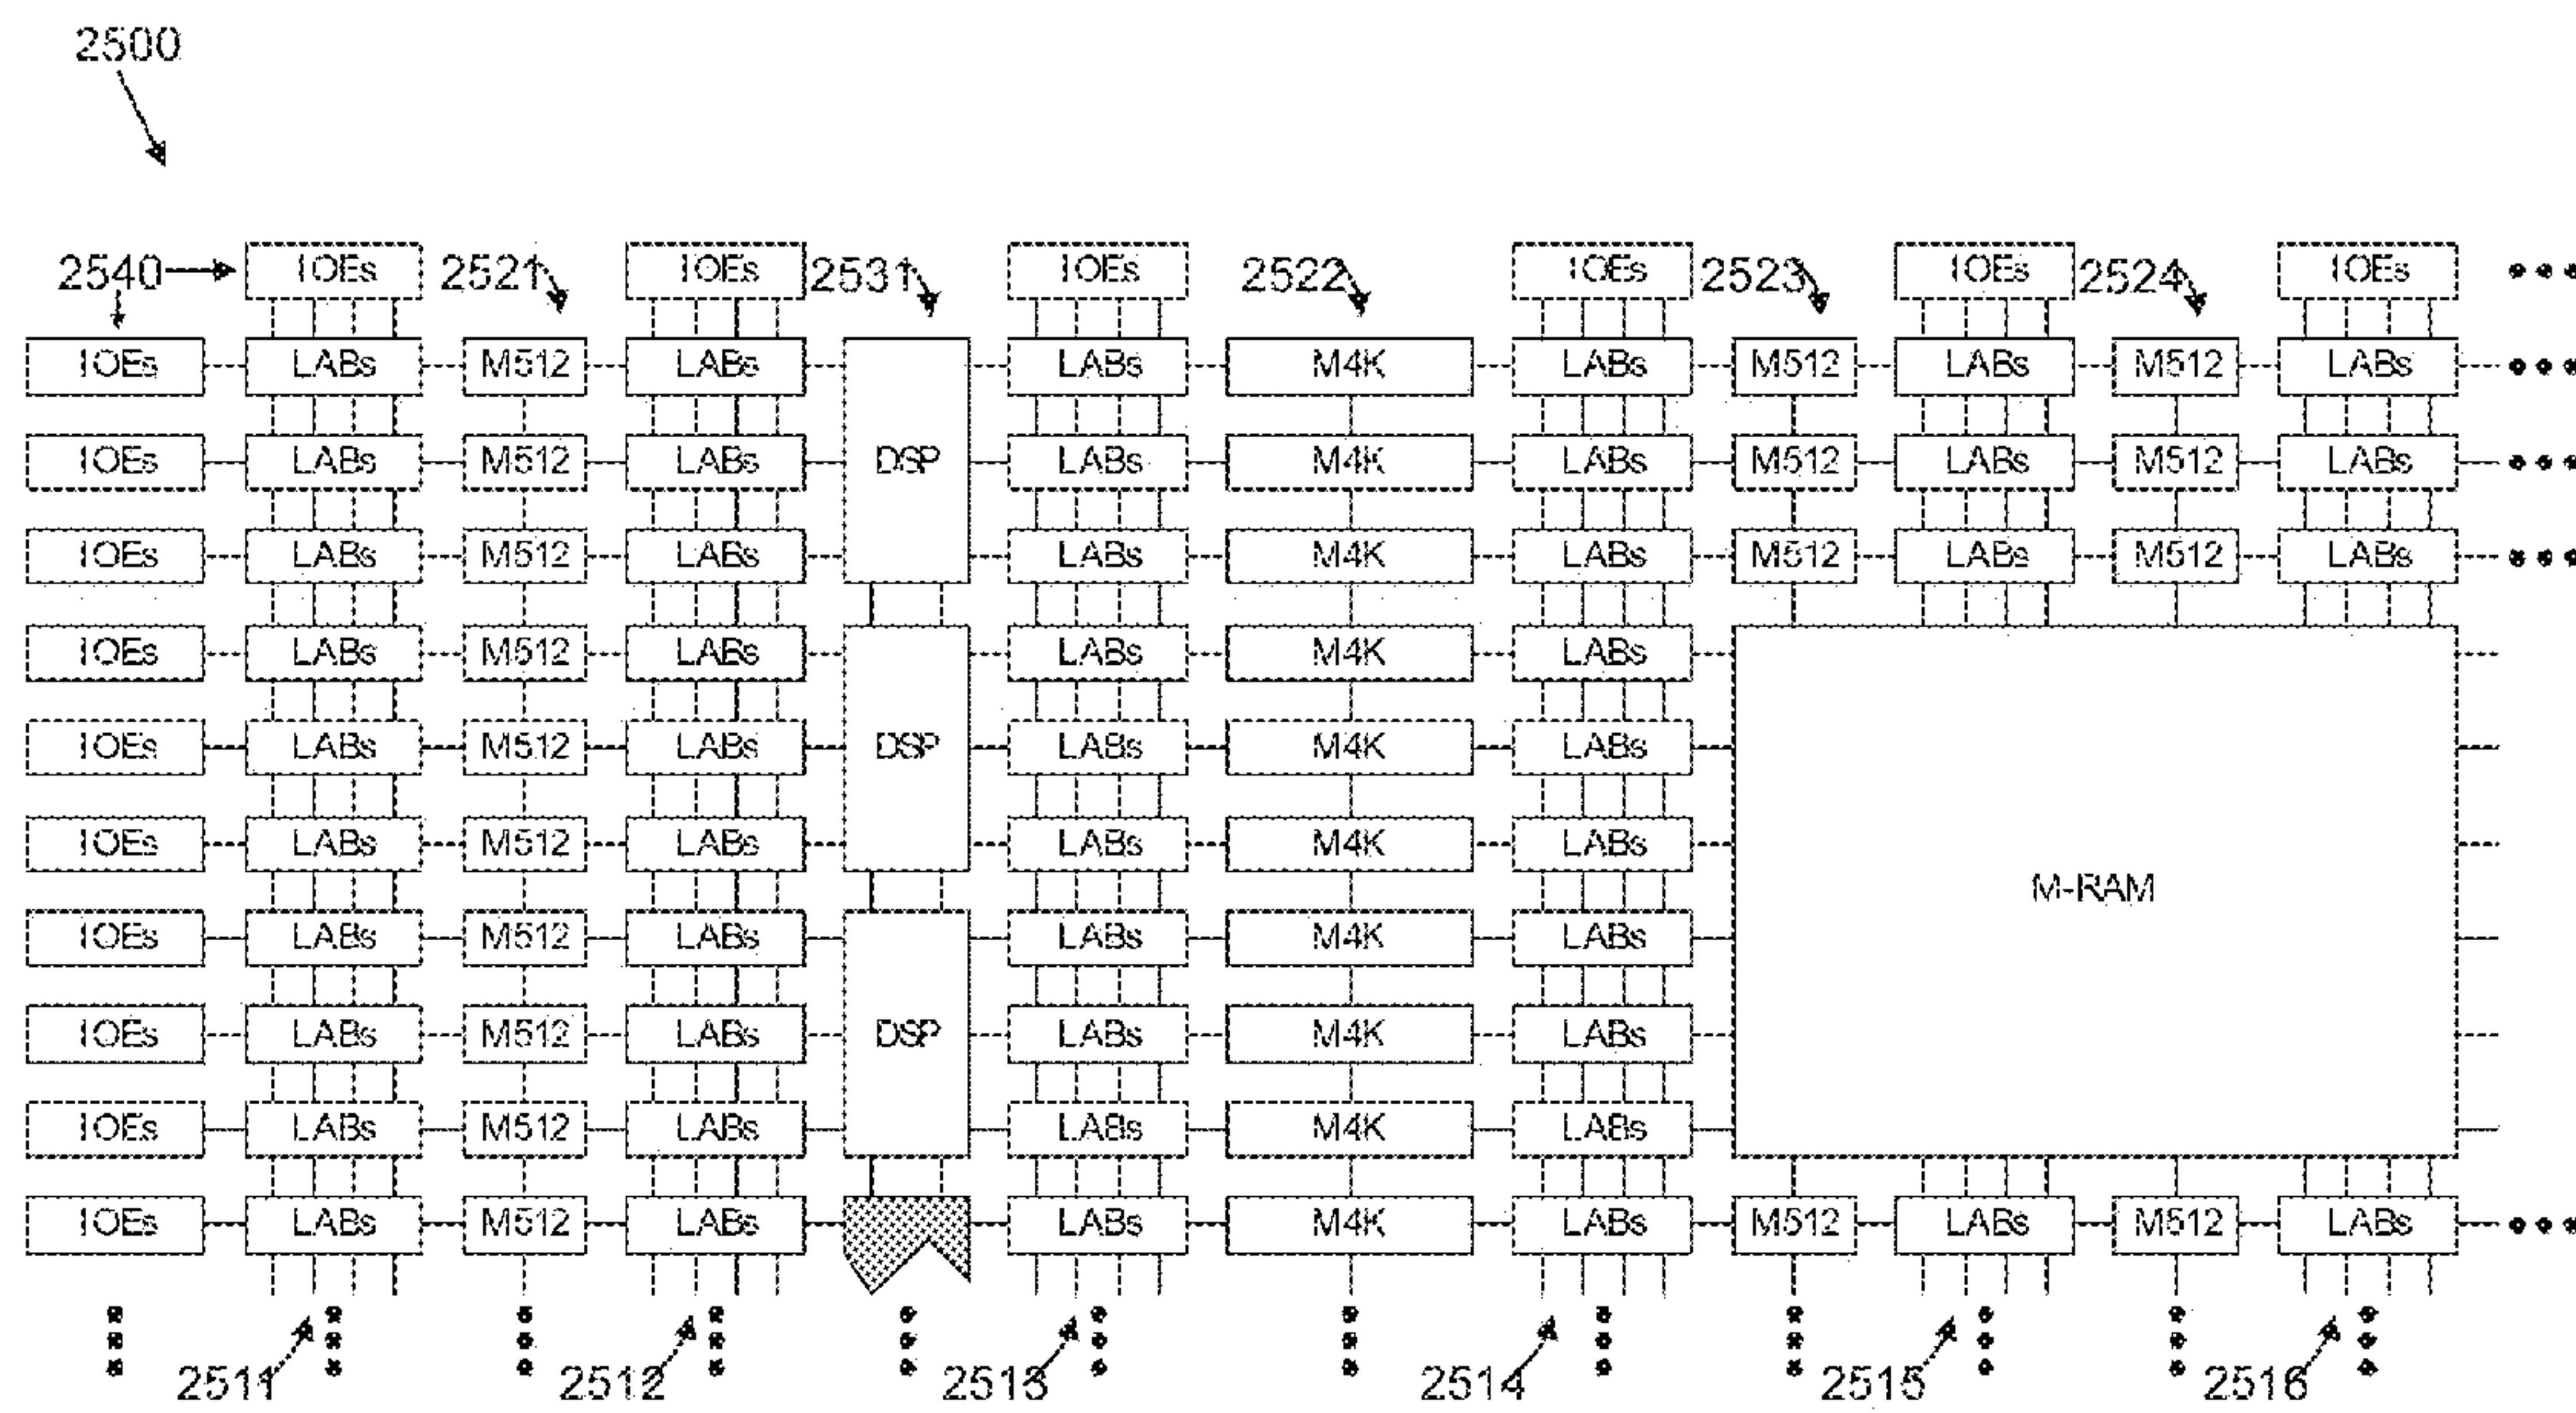 2500
2540 IOEs 2521 IOEs 2531 IOEs 2522 IOEs 2523 IOEs 2524 IOEs
IOEs LABs M512 LABs LABs M4K LABs M512 LABs M512 LABs
IOEs LABs M512 LABs DSP LABs M4K LABs M512 LABs M512 LABs
IOEs LABs M512 LABs LABs M4K LABs M512 LABs M512 LABs
IOEs LABs M512 LABs LABs M4K LABs
IOEs LABs M512 LABs DSP LABs M4K LABs
IOEs LABs M512 LABs LABs M4K LABs
M-RAM
IOEs LABs M512 LABs LABs M4K LABs
IOEs LABs M512 LABs DSP LABs M4K LABs
IOEs LABs M512 LABs LABs M4K LABs
IOEs LABs M512 LABs LABs M4K LABs M512 LABs M512 LABs
2511 2512 2513 2514 2515 2516